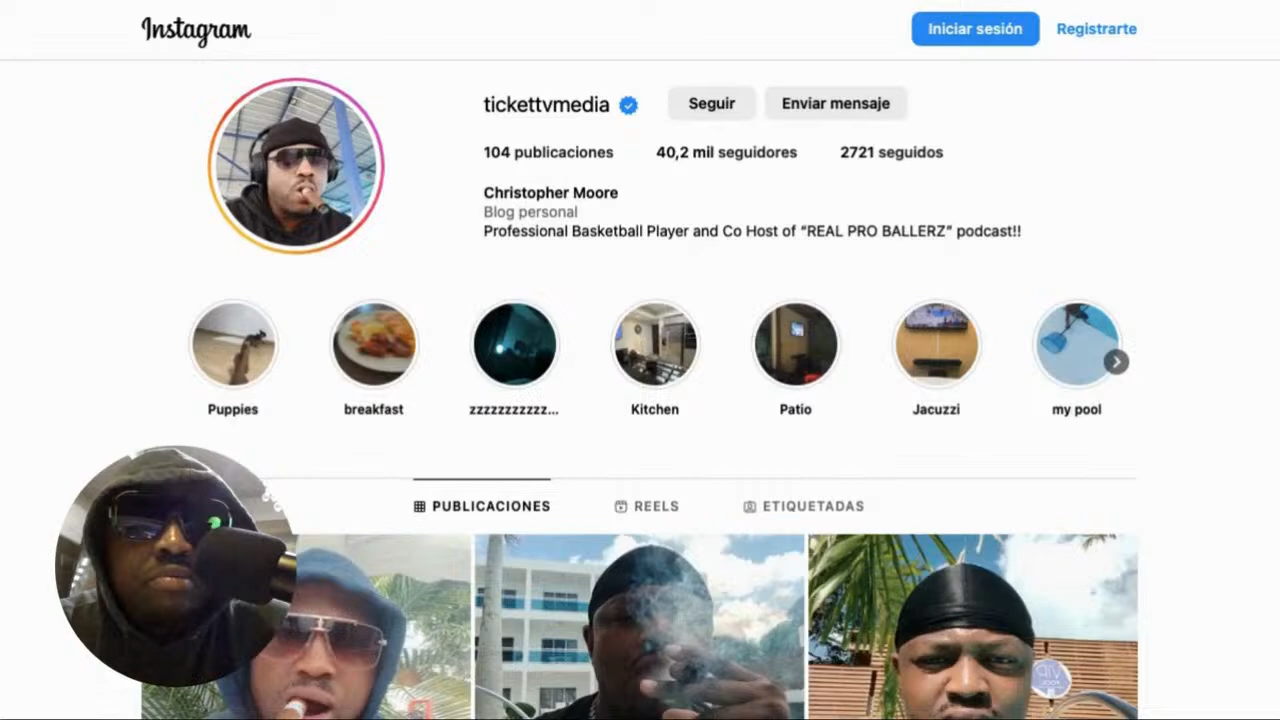 Instagram
Iniciar sesión
Registrarte
tickettvmedia
Seguir
Enviar mensaje
104 publicaciones
40,2 mil seguidores
2721 seguidos
Christopher Moore
Blog personal
Professional Basketball Player and Co Host of “REAL PRO BALLERZ” podcast!!
Puppies
breakfast
zzzzzzzzzzz...
Kitchen
Patio
Jacuzzi
my pool
PUBLICACIONES
REELS
ETIQUETADAS